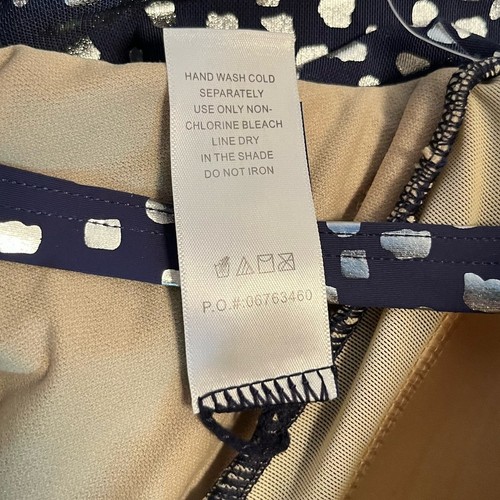 HAND WASH COLD
SEPARATELY
USE ONLY NON-
CHLORINE BLEACH
LINE DRY
IN THE SHADE
DO NOT IRON
P.O.#:06763460